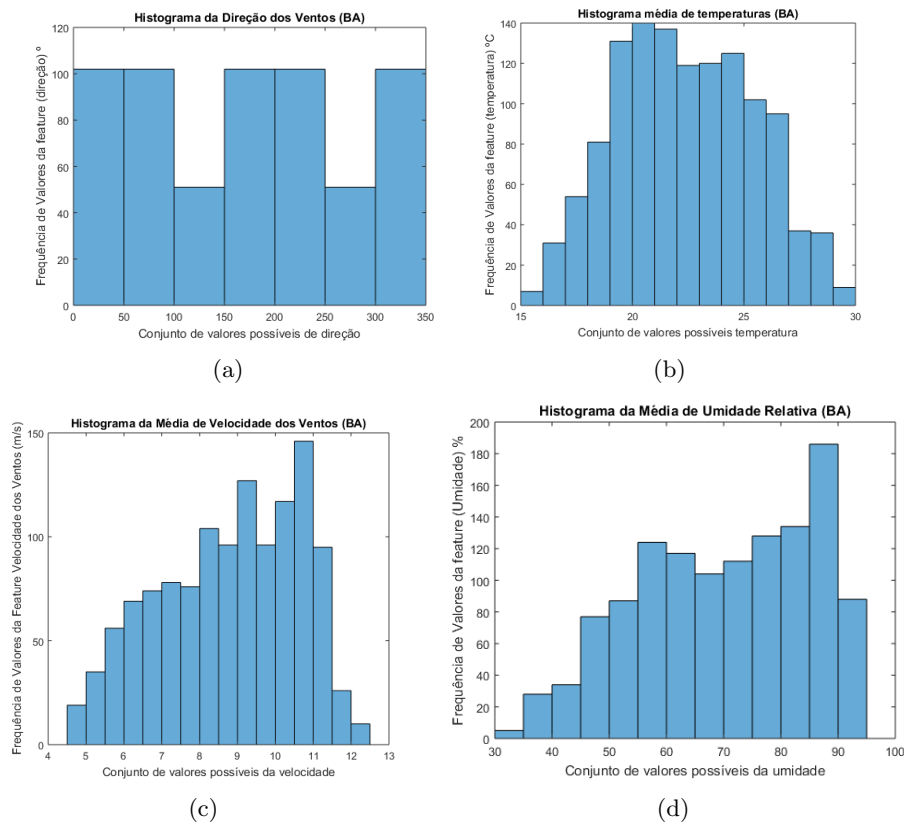 Histograma da Direção dos Ventos (BA)
Frequência de Valores da feature (direção) º
120
100
80
60
40
20
0
0 50 100 150 200 250 300 350
Conjunto de valores possíveis de direção
(a)
Histograma média de temperaturas (BA)
Frequência de Valores da feature (temperatura) ºC
140
120
100
80
60
40
20
0
15 20 25 30
Conjunto de valores possiveis temperatura
(b)
Histograma da Média de Velocidade dos Ventos (BA)
Frequência de Valores da Feature Velocidade dos Ventos (m/s)
150
100
50
0
4 5 6 7 8 9 10 11 12 13
Conjunto de valores possíveis da velocidade
(c)
Histograma da Média de Umidade Relativa (BA)
Frequência de Valores da feature (Umidade) %
200
180
160
140
120
100
80
60
40
20
0
30 40 50 60 70 80 90 100
Conjunto de valores possiveis da umidade
(d)